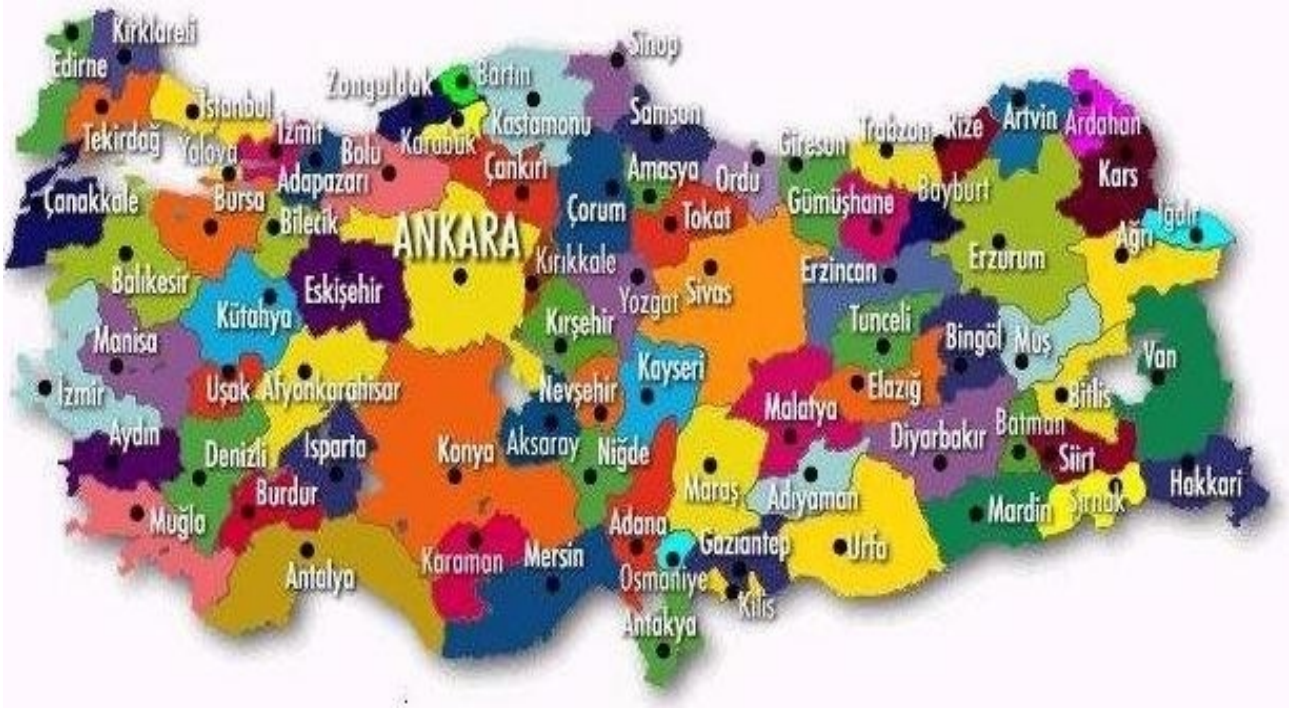 Kırklareli
Edirne
Tekirdağ
İstanbul
Yalova
İzmit
Adapazarı
Bolu
Zonguldak
Bartın
Karabük
Kastamonu
Sinop
Çankırı
Samsun
Amasya
Çorum
Tokat
Ordu
Giresun
Gümüşhane
Trabzon
Rize
Bayburt
Artvin
Ardahan
Kars
Iğdır
Ağrı
Çanakkale
Bursa
Bilecik
Balıkesir
Kütahya
Eskişehir
ANKARA
Kırıkkale
Yozgat
Sivas
Erzincan
Erzurum
Kırşehir
Tunceli
Bingöl
Muş
Van
Bitlis
Manisa
İzmir
Uşak
Afyonkarahisar
Nevşehir
Kayseri
Malatya
Elazığ
Diyarbakır
Batman
Siirt
Aydın
Denizli
Isparta
Burdur
Konya
Aksaray
Niğde
Maraş
Adıyaman
Mardin
Şırnak
Hakkari
Muğla
Antalya
Karaman
Mersin
Adana
Osmaniye
Gaziantep
Kilis
Urfa
Antakya